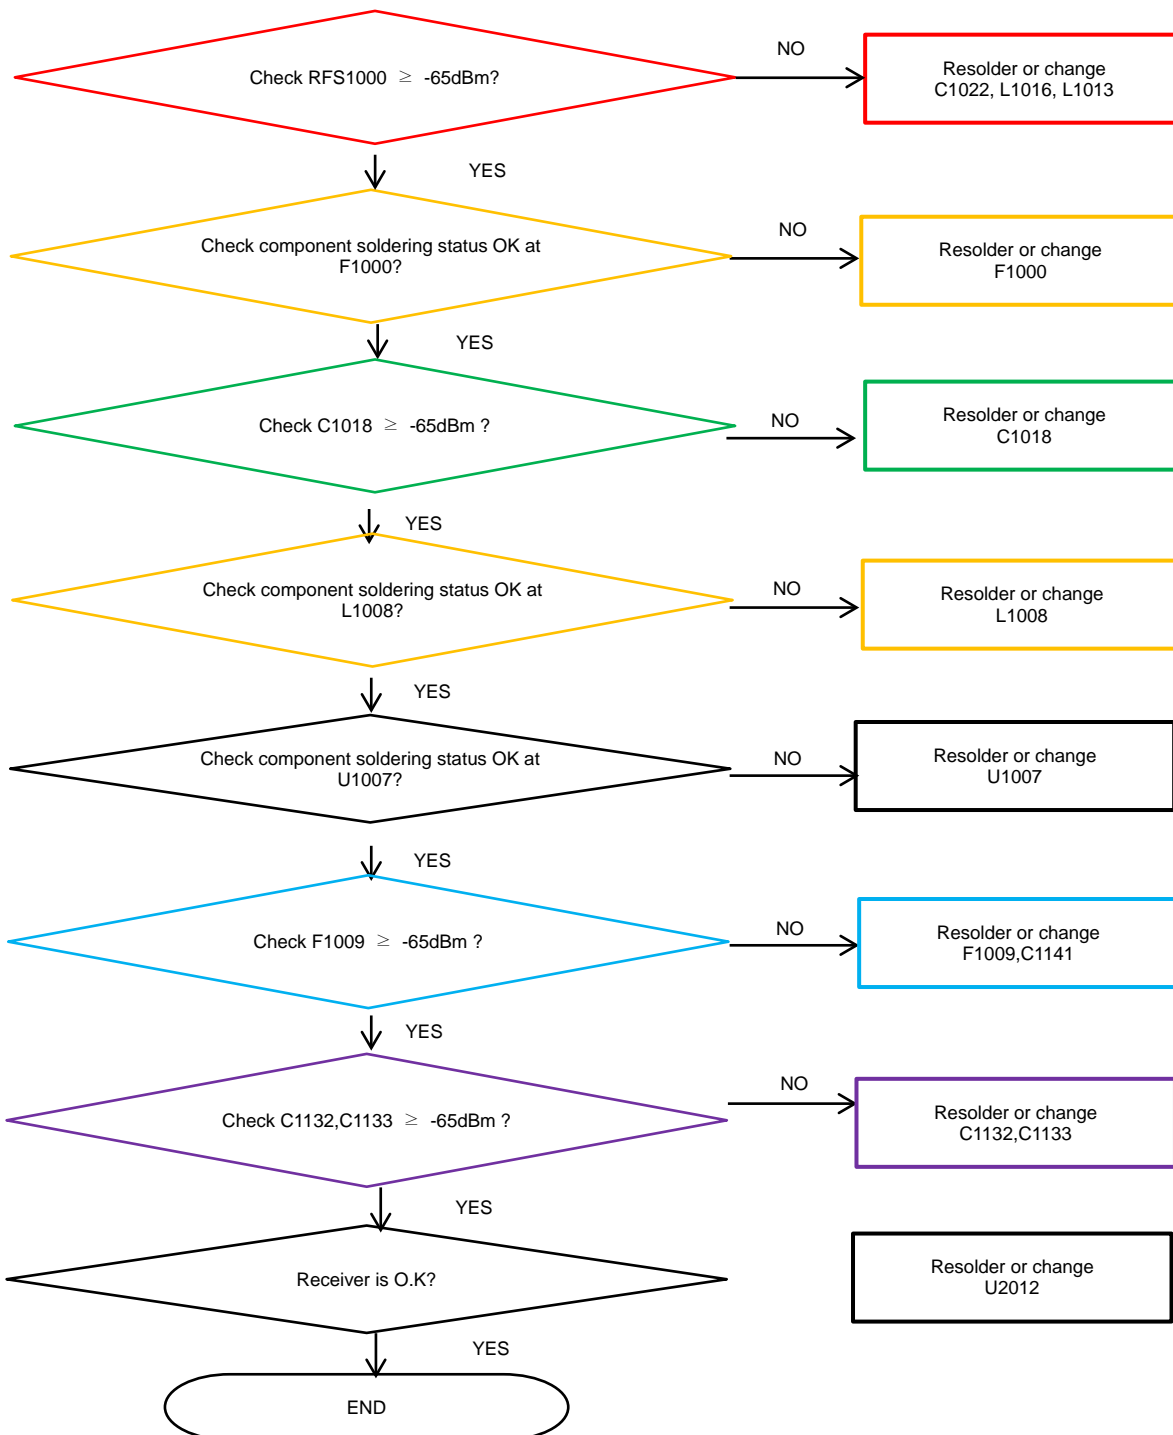 Check RFS1000 ≥ -65dBm?
NO
Resolder or change
C1022, L1016, L1013
YES
Check component soldering status OK at
F1000?
NO
Resolder or change
F1000
YES
Check C1018 ≥ -65dBm ?
NO
Resolder or change
C1018
YES
Check component soldering status OK at
L1008?
NO
Resolder or change
L1008
YES
Check component soldering status OK at
U1007?
NO
Resolder or change
U1007
YES
Check F1009 ≥ -65dBm ?
NO
Resolder or change
F1009,C1141
YES
Check C1132,C1133 ≥ -65dBm ?
NO
Resolder or change
C1132,C1133
YES
Receiver is O.K?
Resolder or change
U2012
YES
END